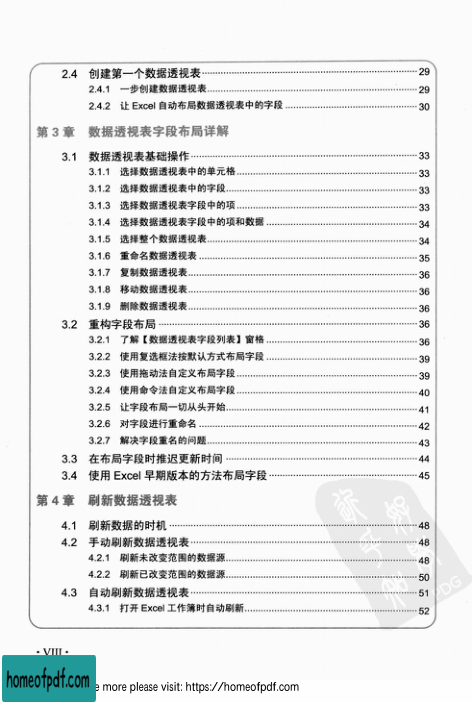 2.4 创建第一个数据透视表 29
2.4.1 一步创建数据透视表 29
2.4.2 让 Excel 自动布局数据透视表中的字段 30
第 3 章 数据透视表字段布局详解
3.1 数据透视表基础操作 33
3.1.1 选择数据透视表中的单元格 33
3.1.2 选择数据透视表中的字段 33
3.1.3 选择数据透视表字段中的项 33
3.1.4 选择数据透视表字段中的项和数据 34
3.1.5 选择整个数据透视表 34
3.1.6 重命名数据透视表 35
3.1.7 复制数据透视表 36
3.1.8 移动数据透视表 36
3.1.9 删除数据透视表 36
3.2 重构字段布局 36
3.2.1 了解【数据透视表字段列表】窗格 36
3.2.2 使用复选框法按默认方式布局字段 39
3.2.3 使用拖动法自定义布局字段 39
3.2.4 使用命令法自定义布局字段 40
3.2.5 让字段布局一切从头开始 41
3.2.6 对字段进行重命名 42
3.2.7 解决字段重名的问题 43
3.3 在布局字段时推迟更新时间 44
3.4 使用 Excel 早期版本的方法布局字段 45
第 4 章 刷新数据透视表
4.1 刷新数据的时机 48
4.2 手动刷新数据透视表 48
4.2.1 刷新未改变范围的数据源 48
4.2.2 刷新已改变范围的数据源 50
4.3 自动刷新数据透视表 51
4.3.1 打开 Excel 工作簿时自动刷新 52
• VIII •
homeofpdf.com
more please visit: https://homeofpdf.com